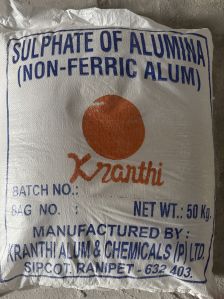 SULPHATE OF ALUMINA
(NON-FERRIC ALUM)
Kranthi
BATCH NO.:
BAG NO. : NET WT.: 50 Kg.
MANUFACTURED BY :
KRANTHI ALUM & CHEMICALS (P) LTD.
SIPCOT, RANIPET - 632 403.